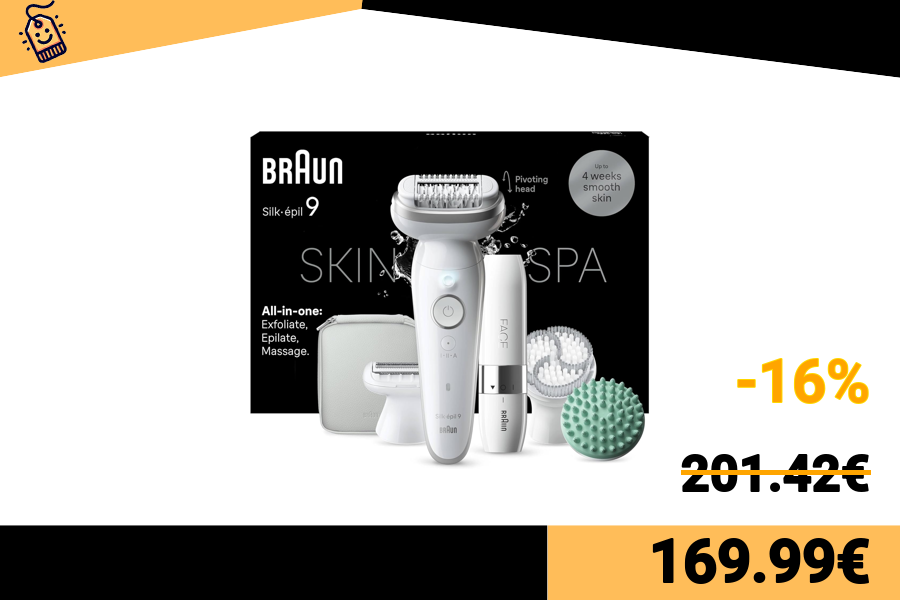 BRAUN
Silk·épil 9
Pivoting
head
Up to
4 weeks
smooth
skin
SKIN SPA
All-in-one:
Exfoliate,
Epilate,
Massage.
FACE
BRAUN
Silk·épil 9
BRAUN
-16%
201.42€
169.99€